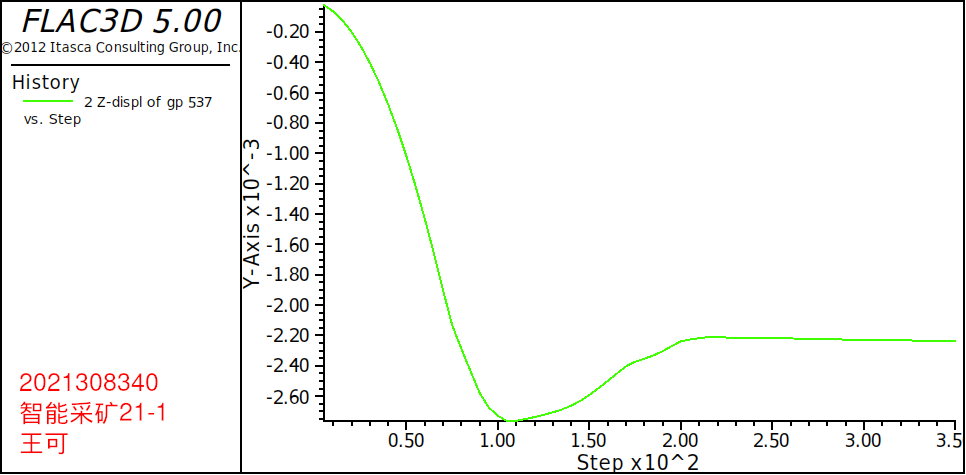 FLAC3D 5.00
©2012 Itasca Consulting Group, Inc.
History
2 Z-displ of gp 537
vs. Step
2021308340
智能采矿21-1
王可
Y-Axis x10^-3
-0.20
-0.40
-0.60
-0.80
-1.00
-1.20
-1.40
-1.60
-1.80
-2.00
-2.20
-2.40
-2.60
0.50 1.00 1.50 2.00 2.50 3.00 3.5
Step x10^2